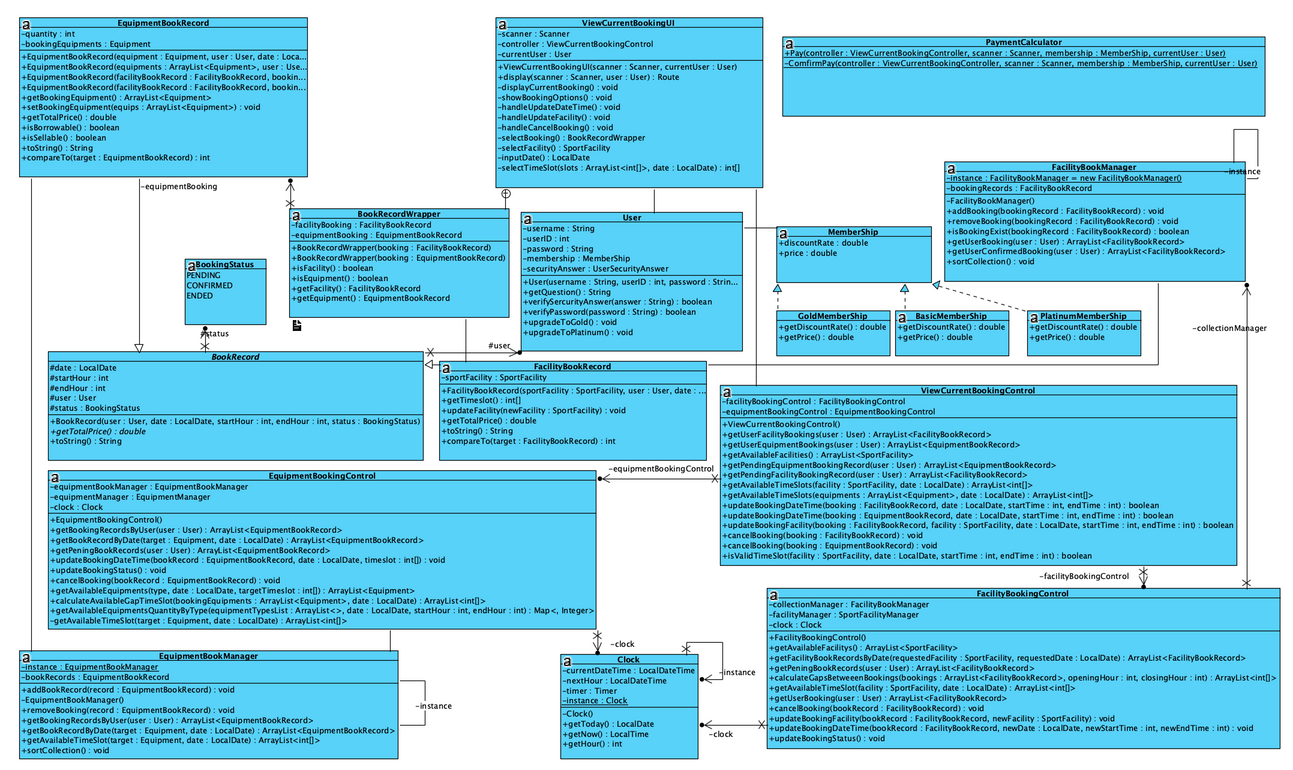 EquipmentBookRecord
-quantity : int
-bookingEquipments : Equipment
+EquipmentBookRecord(equipment : Equipment, user : User, date : Loca...
+EquipmentBookRecord(equipments : ArrayList<Equipment>, user : Use...
+EquipmentBookRecord(facilityBookRecord : FacilityBookRecord, bookin...
+EquipmentBookRecord(facilityBookRecord : FacilityBookRecord, bookin...
+getBookingEquipment() : ArrayList<Equipment>
+setBookingEquipment(equips : ArrayList<Equipment>) : void
+getTotalPrice() : double
+isBorrowable() : boolean
+isSellable() : boolean
+toString() : String
+compareTo(target : EquipmentBookRecord) : int
ViewCurrentBookingUI
-scanner : Scanner
-controller : ViewCurrentBookingControl
-currentUser : User
+ViewCurrentBookingUI(scanner : Scanner, currentUser : User)
+display(scanner : Scanner, user : User) : Route
-displayCurrentBooking() : void
-showBookingOptions() : void
-handleUpdateDateTime() : void
-handleUpdateFacility() : void
-handleCancelBooking() : void
-selectBooking() : BookRecordWrapper
-selectFacility() : SportFacility
-inputDate() : LocalDate
-selectTimeSlot(slots : ArrayList<int[]>, date : LocalDate) : int[]
PaymentCalculator
+Pay(controller : ViewCurrentBookingController, scanner : Scanner, membership : MemberShip, currentUser : User)
-ComfirmPay(controller : ViewCurrentBookingController, scanner : Scanner, membership : MemberShip, currentUser : User)
FacilityBookManager
-instance : FacilityBookManager = new FacilityBookManager()
-bookingRecords : FacilityBookRecord
-FacilityBookManager()
+addBooking(bookingRecord : FacilityBookRecord) : void
+removeBooking(bookingRecord : FacilityBookRecord) : void
+isBookingExist(bookingRecord : FacilityBookRecord) : boolean
+getUserBooking(user : User) : ArrayList<FacilityBookRecord>
+getUserConfirmedBooking(user : User) : ArrayList<FacilityBookRecord>
+sortCollection() : void
-instance
-equipmentBooking
BookRecordWrapper
-facilityBooking : FacilityBookRecord
-equipmentBooking : EquipmentBookRecord
+BookRecordWrapper(booking : FacilityBookRecord)
+BookRecordWrapper(booking : EquipmentBookRecord)
+isFacility() : boolean
+isEquipment() : boolean
+getFacility() : FacilityBookRecord
+getEquipment() : EquipmentBookRecord
User
-username : String
-userID : int
-password : String
-membership : MemberShip
-securityAnswer : UserSecurityAnswer
+User(username : String, userID : int, password : Strin...
+getQuestion() : String
+verifySercurityAnswer(answer : String) : boolean
+verifyPassword(password : String) : boolean
+upgradeToGold() : void
+upgradeToPlatinum() : void
MemberShip
+discountRate : double
+price : double
BookingStatus
PENDING
CONFIRMED
ENDED
#status
GoldMemberShip
+getDiscountRate() : double
+getPrice() : double
BasicMemberShip
+getDiscountRate() : double
+getPrice() : double
PlatinumMemberShip
+getDiscountRate() : double
+getPrice() : double
-collectionManager
#user
BookRecord
#date : LocalDate
#startHour : int
#endHour : int
#user : User
#status : BookingStatus
+BookRecord(user : User, date : LocalDate, startHour : int, endHour : int, status : BookingStatus)
+getTotalPrice() : double
+toString() : String
FacilityBookRecord
-sportFacility : SportFacility
+FacilityBookRecord(sportFacility : SportFacility, user : User, date : ...
+getTimeslot() : int[]
+updateFacility(newFacility : SportFacility) : void
+getTotalPrice() : double
+toString() : String
+compareTo(target : FacilityBookRecord) : int
ViewCurrentBookingControl
-facilityBookingControl : FacilityBookingControl
-equipmentBookingControl : EquipmentBookingControl
+ViewCurrentBookingControl()
+getUserFacilityBookings(user : User) : ArrayList<FacilityBookRecord>
+getUserEquipmentBookings(user : User) : ArrayList<EquipmentBookRecord>
+getAvailableFacilities() : ArrayList<SportFacility>
+getPendingEquipmentBookingRecord(user : User) : ArrayList<EquipmentBookRecord>
+getPendingFacilityBookingRecord(user : User) : ArrayList<FacilityBookRecord>
+getAvailableTimeSlots(facility : SportFacility, date : LocalDate) : ArrayList<int[]>
+getAvailableTimeSlots(equipments : ArrayList<Equipment>, date : LocalDate) : ArrayList<int[]>
+updateBookingDateTime(booking : FacilityBookRecord, date : LocalDate, startTime : int, endTime : int) : boolean
+updateBookingDateTime(booking : EquipmentBookRecord, date : LocalDate, startTime : int, endTime : int) : boolean
+updateBookingFacility(booking : FacilityBookRecord, facility : SportFacility, date : LocalDate, startTime : int, endTime : int) : boolean
+cancelBooking(booking : FacilityBookRecord) : void
+cancelBooking(booking : EquipmentBookRecord) : void
+isValidTimeSlot(facility : SportFacility, date : LocalDate, startTime : int, endTime : int) : boolean
-equipmentBookingControl
EquipmentBookingControl
-equipmentBookManager : EquipmentBookManager
-equipmentManager : EquipmentManager
-clock : Clock
+EquipmentBookingControl()
+getBookingRecordsByUser(user : User) : ArrayList<EquipmentBookRecord>
+getBookRecordByDate(target : Equipment, date : LocalDate) : ArrayList<EquipmentBookRecord>
+getPeningBookRecords(user : User) : ArrayList<EquipmentBookRecord>
+updateBookingDateTime(bookRecord : EquipmentBookRecord, date : LocalDate, timeslot : int[]) : void
+updateBookingStatus() : void
+cancelBooking(bookRecord : EquipmentBookRecord) : void
+getAvailableEquipments(type, date : LocalDate, targetTimeslot : int[]) : ArrayList<Equipment>
+calculateAvailableGapTimeSlot(bookingEquipments : ArrayList<Equipment>, date : LocalDate) : ArrayList<int[]>
+getAvailableEquipmentsQuantityByType(equipmentTypesList : ArrayList<>, date : LocalDate, startHour : int, endHour : int) : Map<, Integer>
-getAvailableTimeSlot(target : Equipment, date : LocalDate) : ArrayList<int[]>
-facilityBookingControl
FacilityBookingControl
-collectionManager : FacilityBookManager
-facilityManager : SportFacilityManager
-clock : Clock
+FacilityBookingControl()
+getAvailableFacilitys() : ArrayList<SportFacility>
+getFacilityBookRecordsByDate(requestedFacility : SportFacility, requestedDate : LocalDate) : ArrayList<FacilityBookRecord>
+getPeningBookRecords(user : User) : ArrayList<FacilityBookRecord>
+calculateGapsBetweenBookings(bookings : ArrayList<FacilityBookRecord>, openingHour : int, closingHour : int) : ArrayList<int[]>
+getAvailableTimeSlot(facility : SportFacility, date : LocalDate) : ArrayList<int[]>
+getUserBooking(user : User) : ArrayList<FacilityBookRecord>
+cancelBooking(bookRecord : FacilityBookRecord) : void
+updateBookingFacility(bookRecord : FacilityBookRecord, newFacility : SportFacility) : void
+updateBookingDateTime(bookRecord : FacilityBookRecord, newDate : LocalDate, newStartTime : int, newEndTime : int) : void
+updateBookingStatus() : void
-clock
EquipmentBookManager
-instance : EquipmentBookManager
-bookRecords : EquipmentBookRecord
+addBookRecord(record : EquipmentBookRecord) : void
-EquipmentBookManager()
+removeBooking(record : EquipmentBookRecord) : void
+getBookingRecordsByUser(user : User) : ArrayList<EquipmentBookRecord>
+getBookRecordByDate(target : Equipment, date : LocalDate) : ArrayList<EquipmentBookRecord>
+getAvailableTimeSlot(target : Equipment, date : LocalDate) : ArrayList<int[]>
+sortCollection() : void
-instance
Clock
-currentDateTime : LocalDateTime
-nextHour : LocalDateTime
-timer : Timer
-instance : Clock
-Clock()
+getToday() : LocalDate
+getNow() : LocalTime
+getHour() : int
-instance
-clock